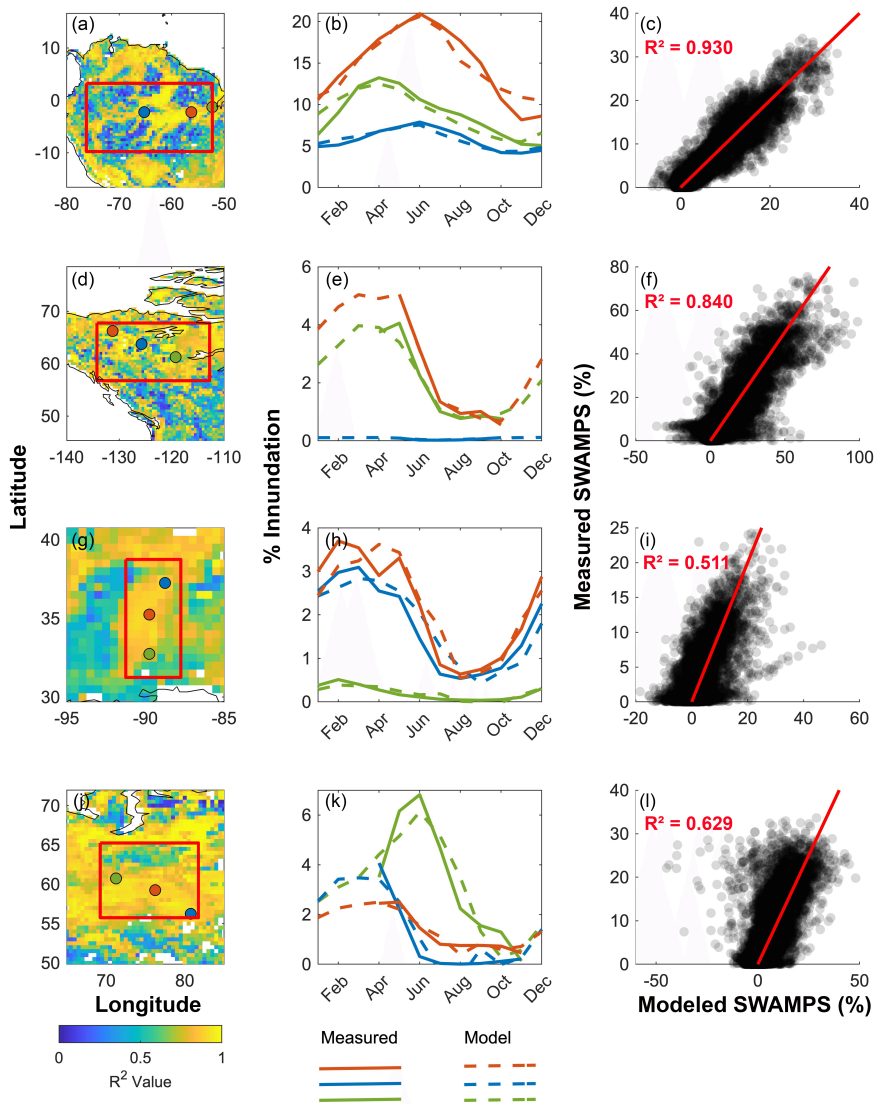 (a)
15
0
-10
-80 -70 -60 -50
(b)
20
15
10
5
0
Feb Apr Jun Aug Oct Dec
(c)
R² = 0.930
40
30
20
10
0
0 20 40
(d)
70
60
50
-140 -130 -120 -110
(e)
6
4
2
0
Feb Apr Jun Aug Oct Dec
(f)
R² = 0.840
80
60
40
20
0
-50 0 50 100
Latitude
% Innundation
Measured SWAMPS (%)
(g)
40
35
30
-95 -90 -85
(h)
4
3
2
1
0
Feb Apr Jun Aug Oct Dec
(i)
R² = 0.511
25
20
15
10
5
0
-20 0 20 40 60
(j)
70
65
60
55
50
70 80
Longitude
(k)
6
4
2
0
Feb Apr Jun Aug Oct Dec
(l)
R² = 0.629
40
30
20
10
0
-50 0 50
Modeled SWAMPS (%)
0 0.5 1
R² Value
Measured Model